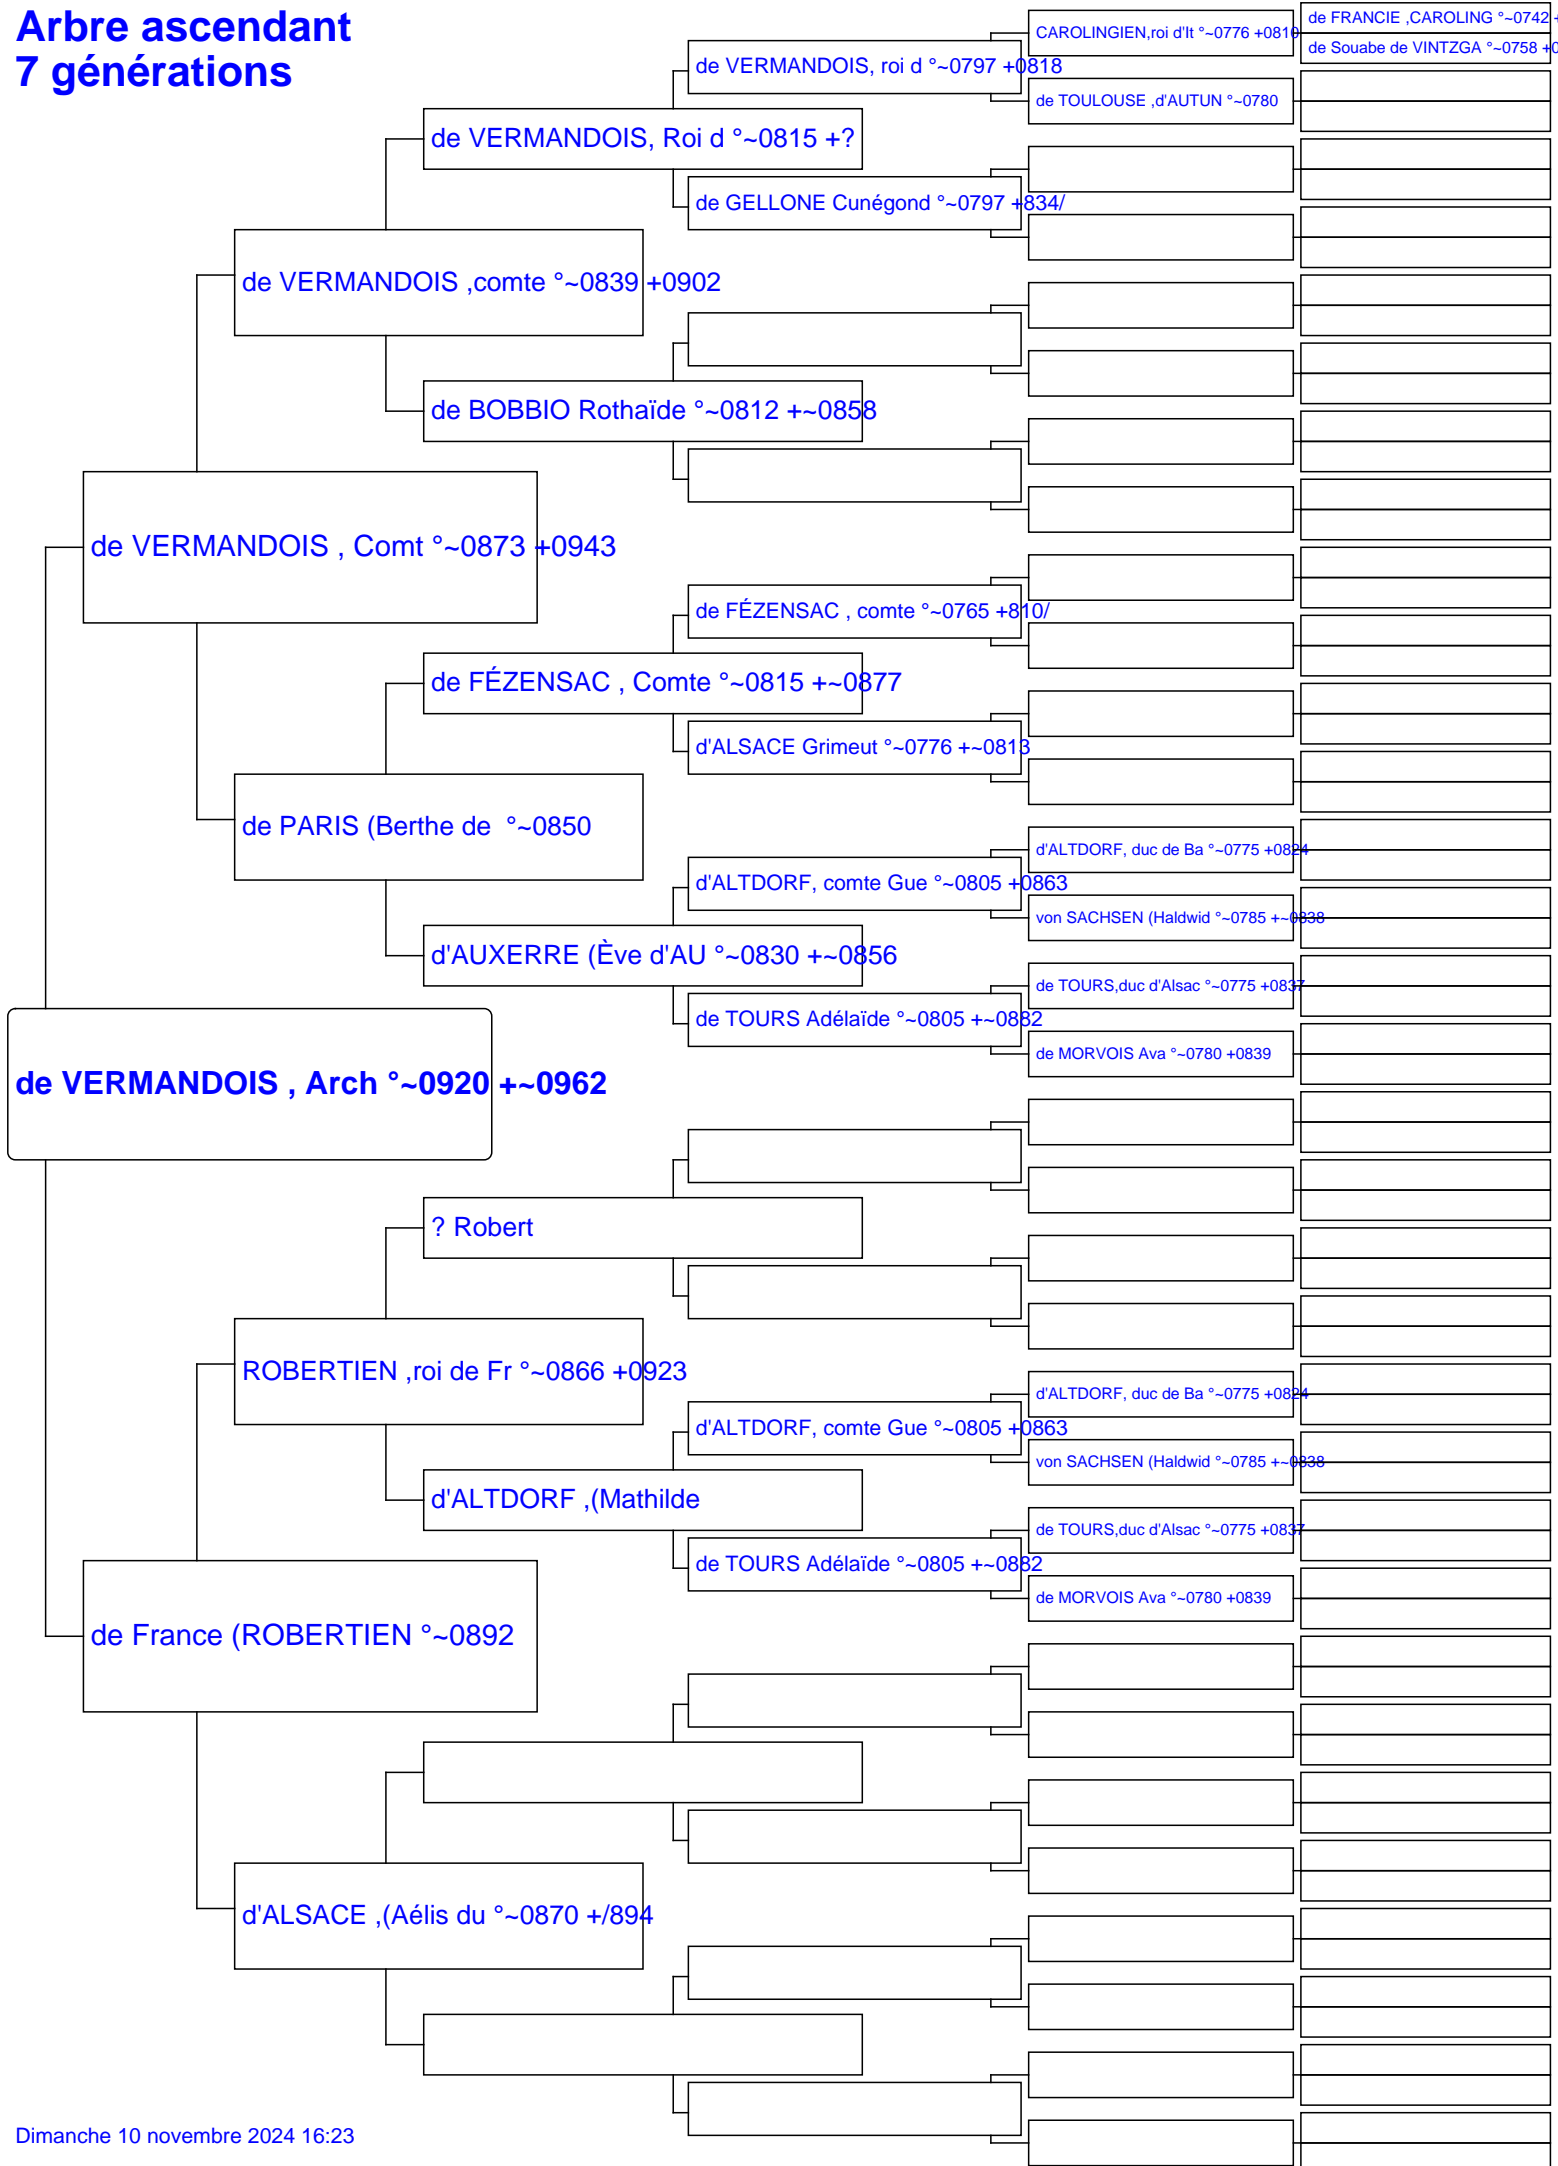 Arbre ascendant
7 générations
de FRANCIE ,CAROLING °~0742 +
CAROLINGIEN,roi d'It °~0776 +0810
de Souabe de VINTZGA °~0758 +0
de VERMANDOIS, roi d °~0797 +0818
de TOULOUSE ,d'AUTUN °~0780
de VERMANDOIS, Roi d °~0815 +?
de GELLONE Cunégond °~0797 +834/
de VERMANDOIS ,comte °~0839 +0902
de BOBBIO Rothaïde °~0812 +~0858
de VERMANDOIS , Comt °~0873 +0943
de FÉZENSAC , comte °~0765 +810/
de FÉZENSAC , Comte °~0815 +~0877
d'ALSACE Grimeut °~0776 +~0813
de PARIS (Berthe de  °~0850
d'ALTDORF, duc de Ba °~0775 +0824
d'ALTDORF, comte Gue °~0805 +0863
von SACHSEN (Haldwid °~0785 +~0838
d'AUXERRE (Ève d'AU °~0830 +~0856
de TOURS,duc d'Alsac °~0775 +0837
de TOURS Adélaïde °~0805 +~0882
de MORVOIS Ava °~0780 +0839
de VERMANDOIS , Arch °~0920 +~0962
? Robert
ROBERTIEN ,roi de Fr °~0866 +0923
d'ALTDORF, duc de Ba °~0775 +0824
d'ALTDORF, comte Gue °~0805 +0863
von SACHSEN (Haldwid °~0785 +~0838
d'ALTDORF ,(Mathilde
de TOURS,duc d'Alsac °~0775 +0837
de TOURS Adélaïde °~0805 +~0882
de MORVOIS Ava °~0780 +0839
de France (ROBERTIEN °~0892
d'ALSACE ,(Aélis du °~0870 +/894
Dimanche 10 novembre 2024 16:23